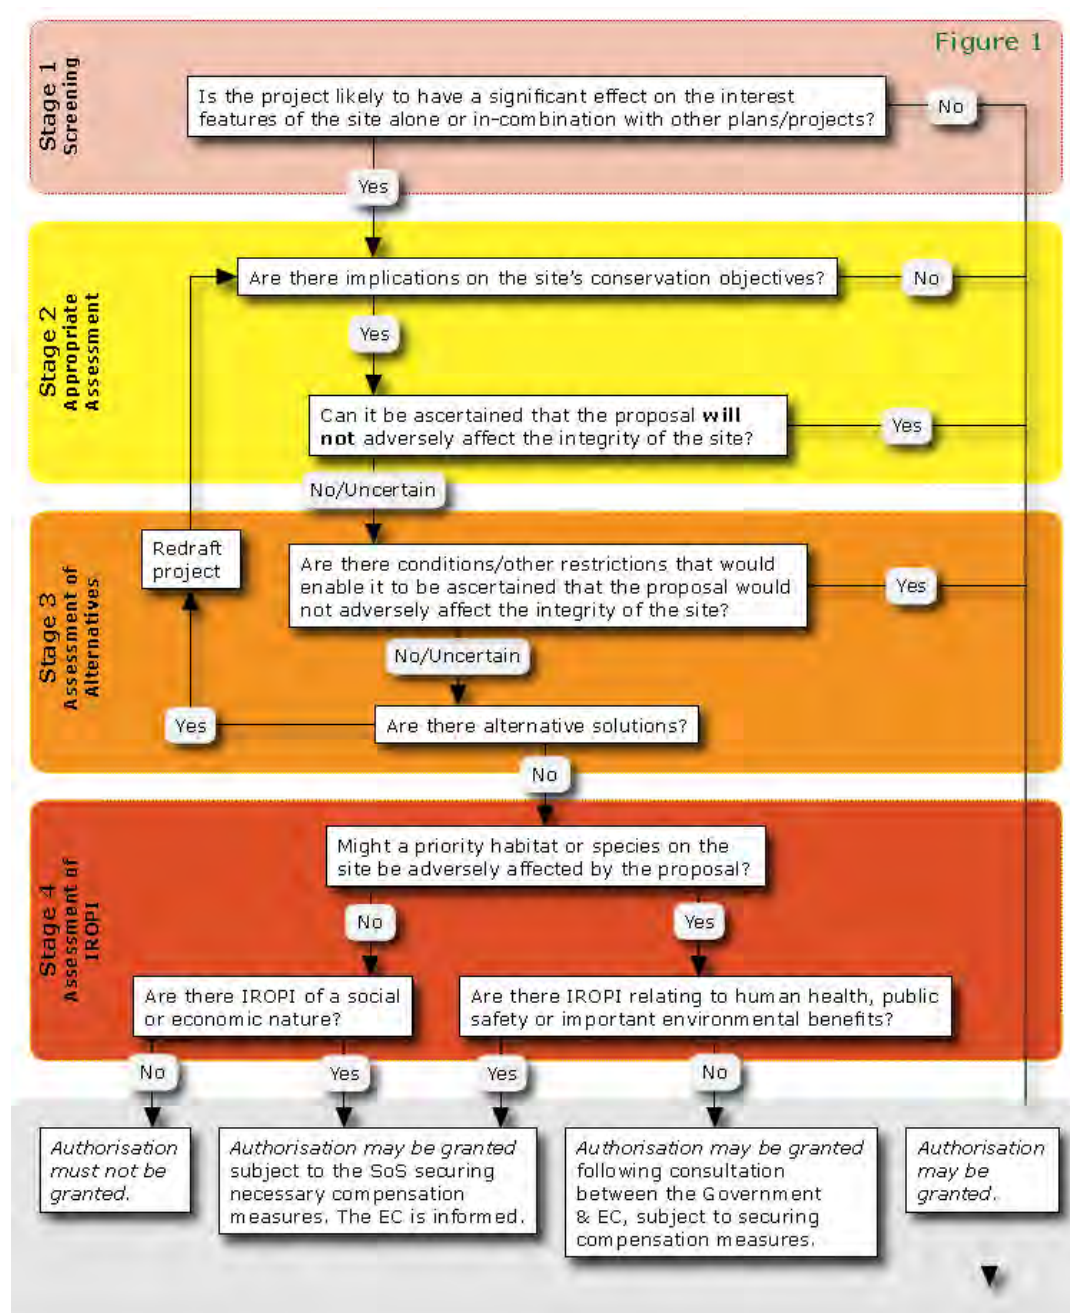 Figure 1
Stage 1
Screening
Is the project likely to have a significant effect on the interest
features of the site alone or in-combination with other plans/projects?
No
Yes
Stage 2
Appropriate
Assessment
Are there implications on the site's conservation objectives?
No
Yes
Can it be ascertained that the proposal will
not adversely affect the integrity of the site?
Yes
No/Uncertain
Stage 3
Assessment of
Alternatives
Redraft
project
Are there conditions/other restrictions that would
enable it to be ascertained that the proposal would
not adversely affect the integrity of the site?
Yes
No/Uncertain
Are there alternative solutions?
Yes
No
Stage 4
Assessment of
IROPI
Might a priority habitat or species on the
site be adversely affected by the proposal?
No
Yes
Are there IROPI of a social
or economic nature?
Are there IROPI relating to human health, public
safety or important environmental benefits?
No
Yes
Yes
No
Authorisation
must not be
granted.
Authorisation may be granted
subject to the SoS securing
necessary compensation
measures. The EC is informed.
Authorisation may be granted
following consultation
between the Government
& EC, subject to securing
compensation measures.
Authorisation
may be
granted.